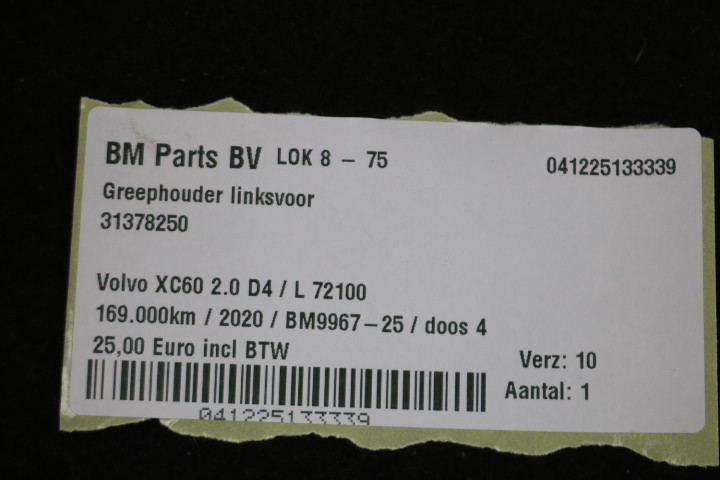 BM Parts BV LOK 8 - 75 041225133339
Greephouder linksvoor
31378250
Volvo XC60 2.0 D4 / L 72100
169.000km / 2020 / BM9967-25 / doos 4
25,00 Euro incl BTW
Verz: 10
Aantal: 1
041225133339